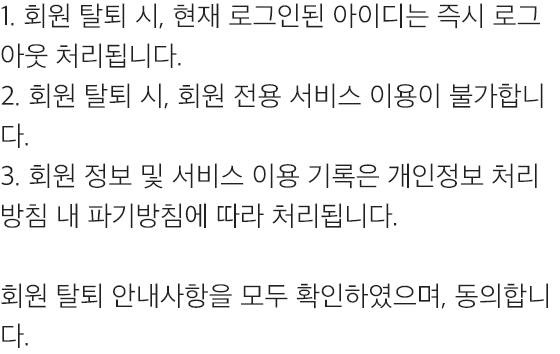 1. 회원 탈퇴 시, 현재 로그인된 아이디는 즉시 로그
아웃 처리됩니다.
2. 회원 탈퇴 시, 회원 전용 서비스 이용이 불가합니
다.
3. 회원 정보 및 서비스 이용 기록은 개인정보 처리
방침 내 파기방침에 따라 처리됩니다.
회원 탈퇴 안내사항을 모두 확인하였으며, 동의합니
다.